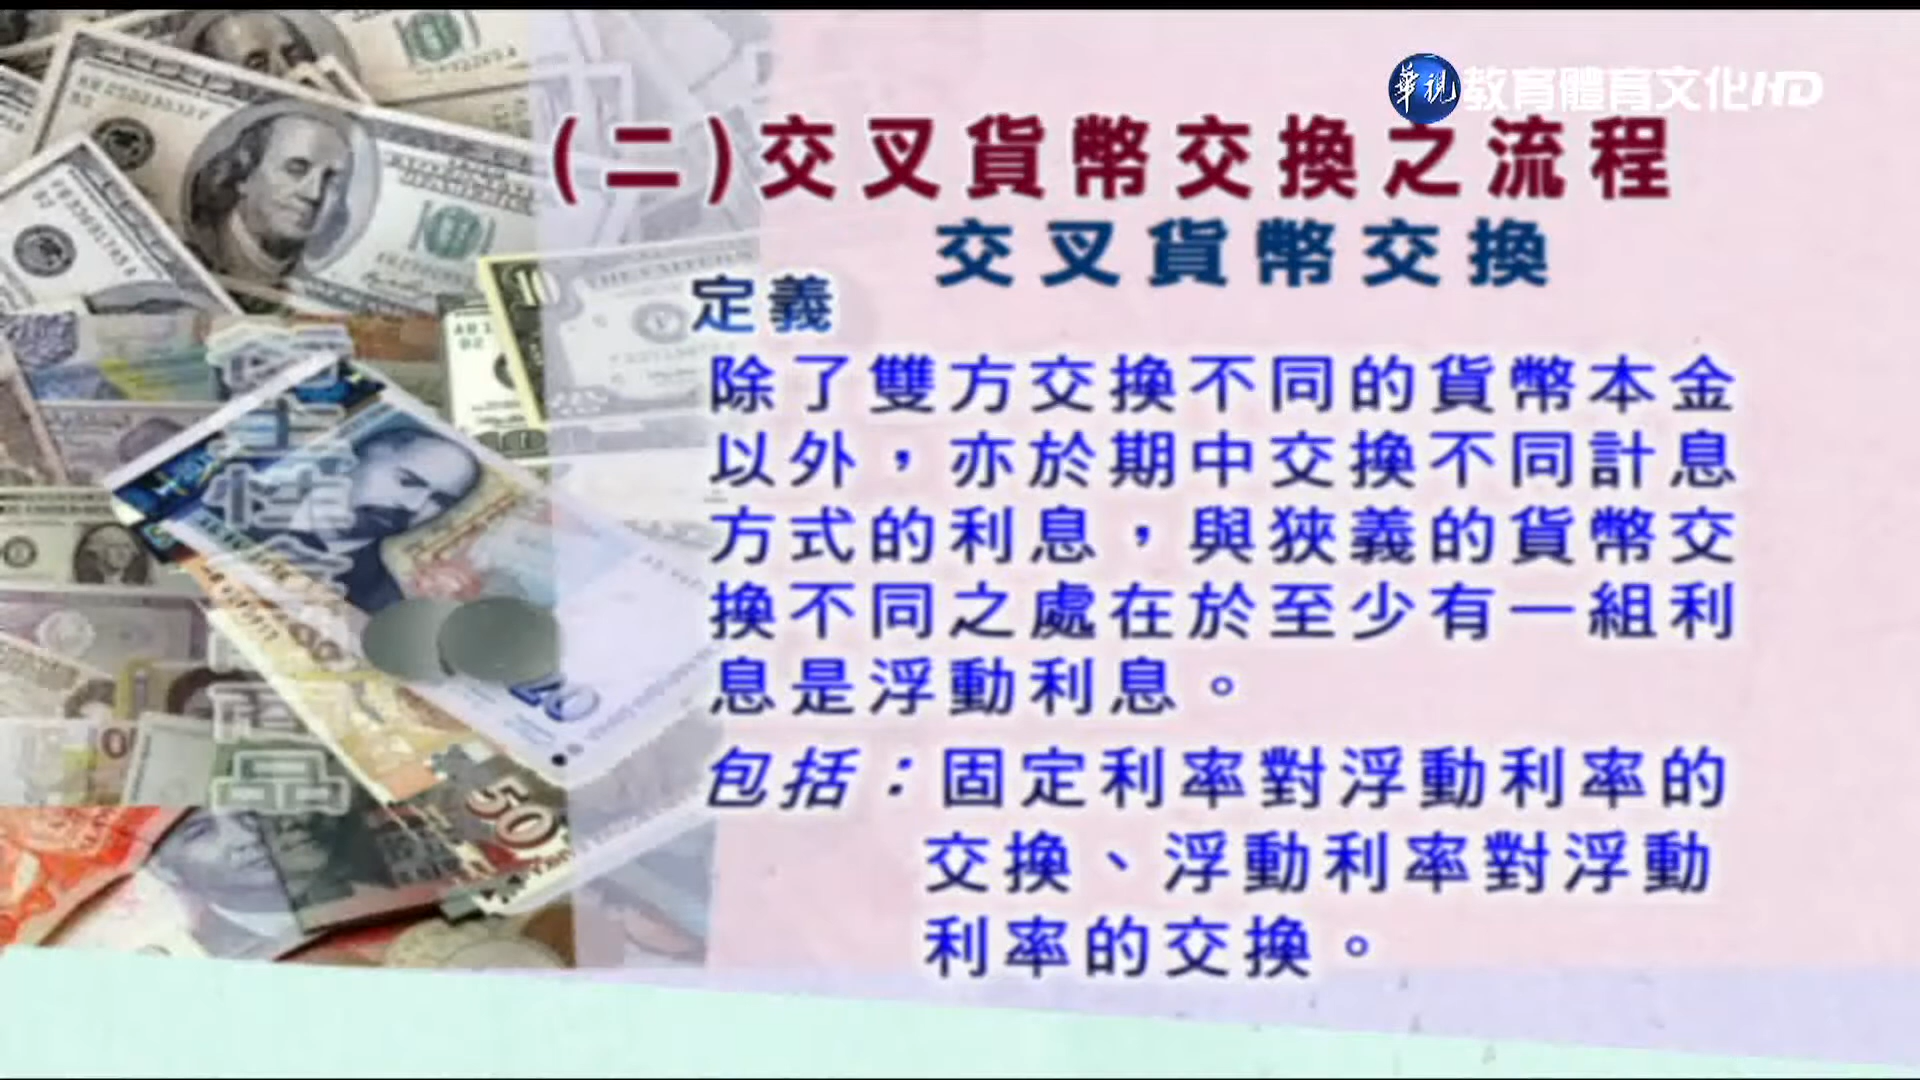 華視 教育體育文化HD
(二)交叉貨幣交換之流程
交叉貨幣交換
定義
除了雙方交換不同的貨幣本金
以外，亦於期中交換不同計息
方式的利息，與狹義的貨幣交
換不同之處在於至少有一組利
息是浮動利息。
包括：固定利率對浮動利率的
交換、浮動利率對浮動
利率的交換。